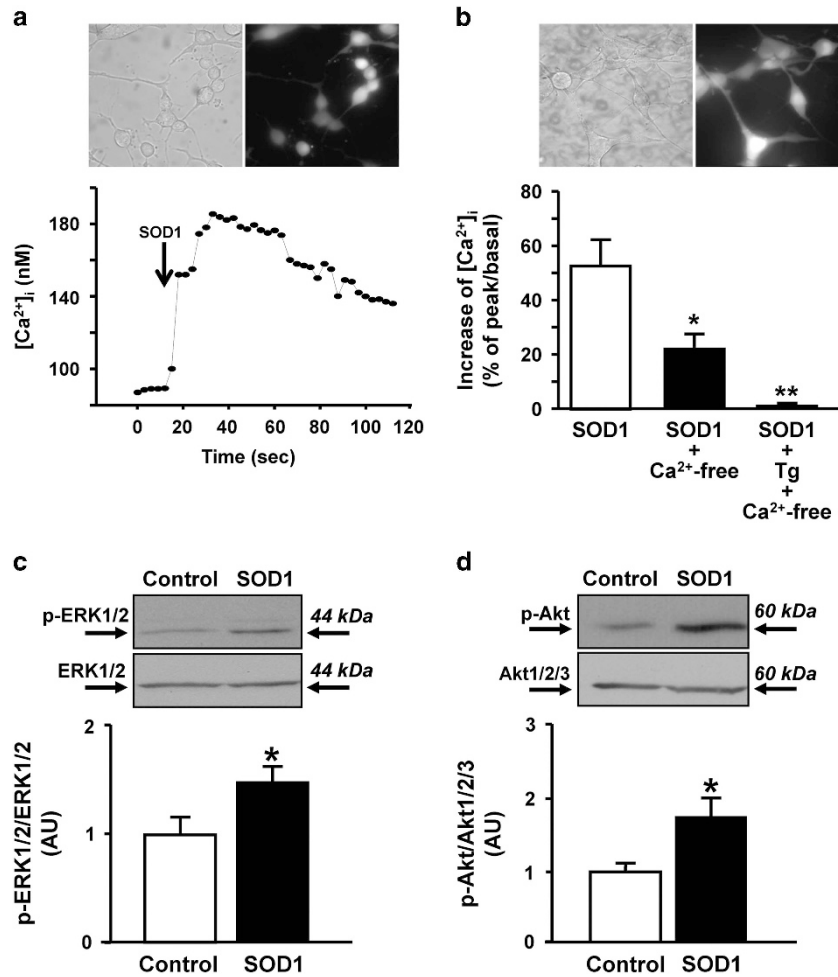 a
SOD1
[Ca²⁺]i (nM)
180
140
100
0 20 40 60 80 100 120
Time (sec)
b
Increase of [Ca²⁺]i
(% of peak/basal)
80
60
40
20
0
*
**
SOD1
SOD1
+
Ca²⁺-free
SOD1
+
Tg
+
Ca²⁺-free
c
Control SOD1
p-ERK1/2 44 kDa
ERK1/2 44 kDa
p-ERK1/2/ERK1/2
(AU)
2
1
0
*
Control SOD1
d
Control SOD1
p-Akt 60 kDa
Akt1/2/3 60 kDa
p-Akt/Akt1/2/3
(AU)
3
2
1
0
*
Control SOD1